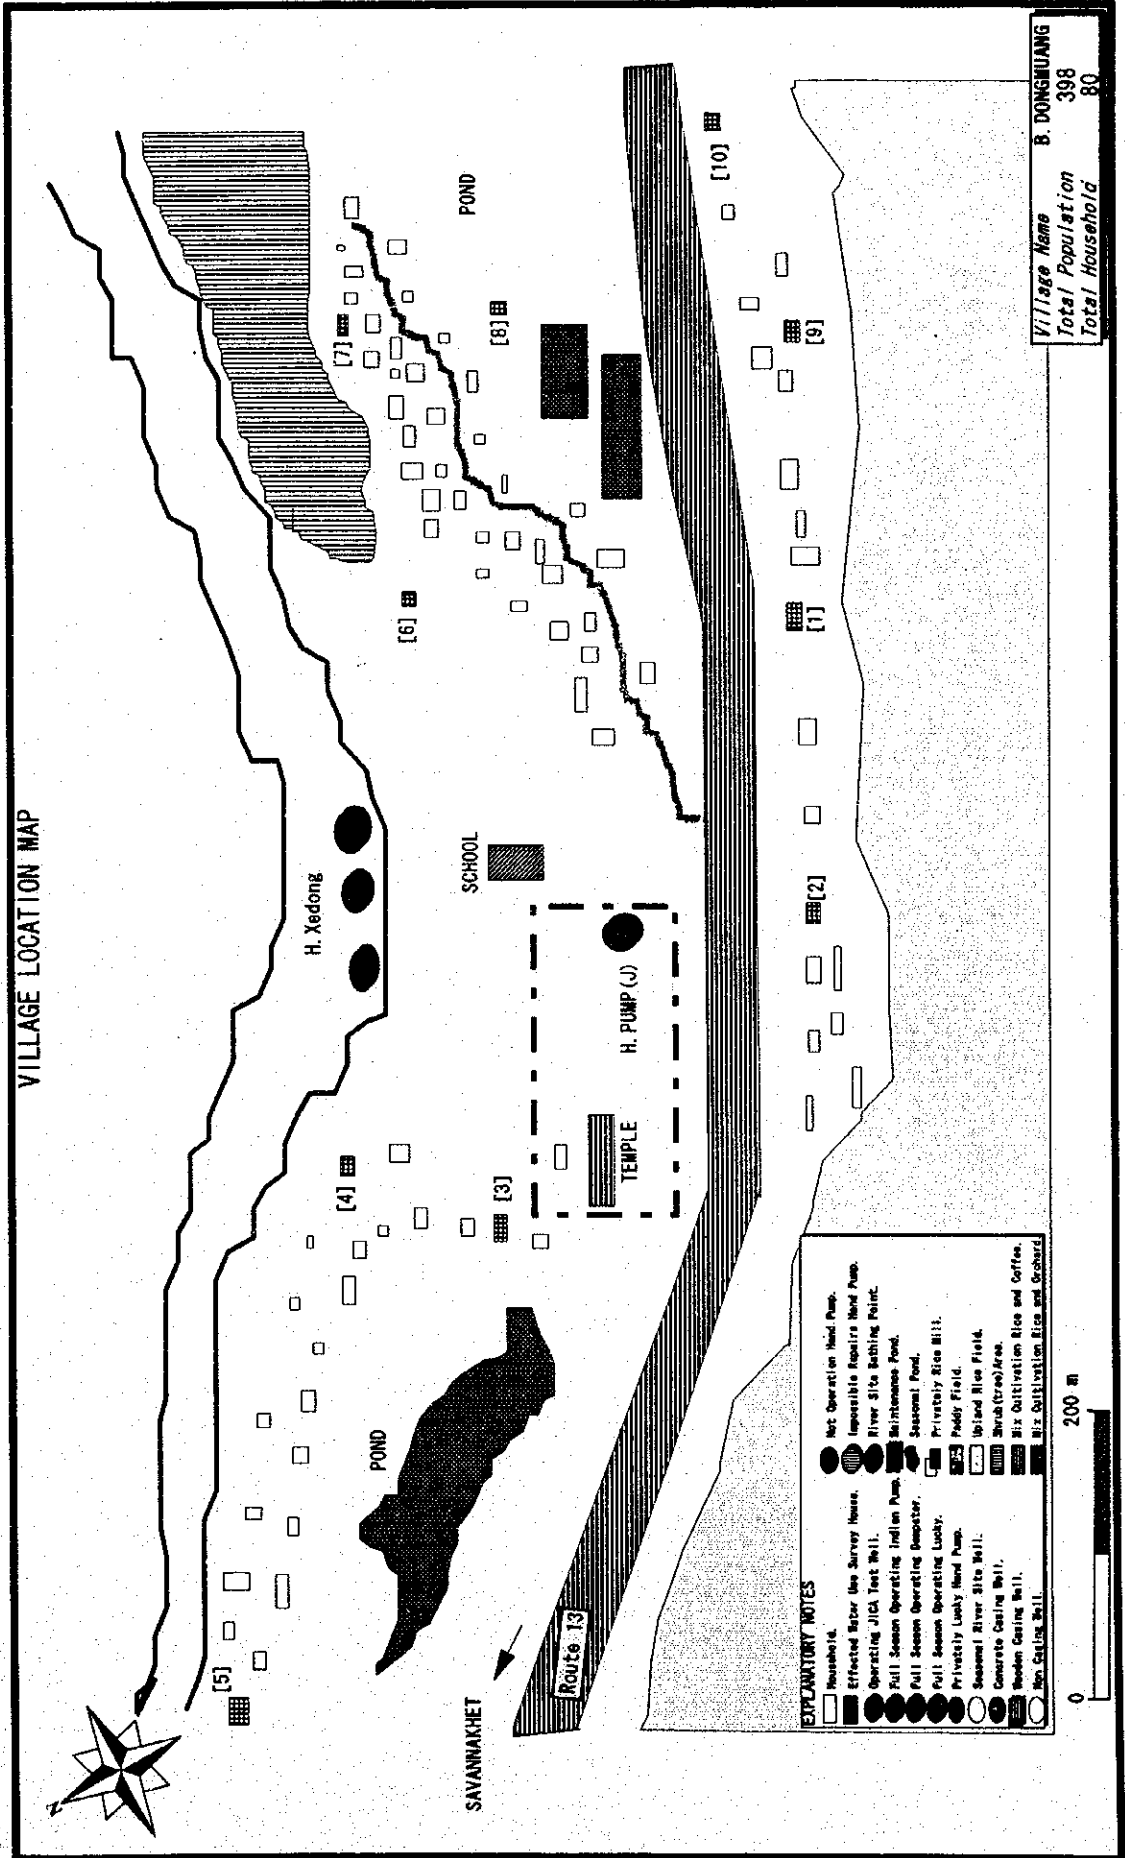 VILLAGE LOCATION MAP
Village Name B. DONGMUANG
Total Population 398
Total Household 80
H. Xedong
SCHOOL
POND
POND
TEMPLE
H. PUMP (J)
[1]
[2]
[3]
[4]
[5]
[6]
[7]
[8]
[9]
[10]
SAVANNAKHET
Route 13
N
EXPLANATORY NOTES
Household.
Effected Water Use Survey House.
Operating JICA Test Well.
Full Season Operating Indian Pump.
Full Season Operating Dempster.
Full Season Operating Lucky.
Privately Lucky Hand Pump.
Seasonal River Site Well.
Concrete Casing Well.
Wooden Casing Well.
Non Casing Well.
Not Operation Hand Pump.
Impossible Repaire Hand Pump.
River Site Bathing Point.
Maintenance Pond.
Seasonal Pond.
Privately Rice Mill.
Paddy Field.
Upland Rice Field.
Shrub(tree)Area.
Mix Cultivation Rice and Coffee.
Mix Cultivation Rice and Orchard.
0 200 m